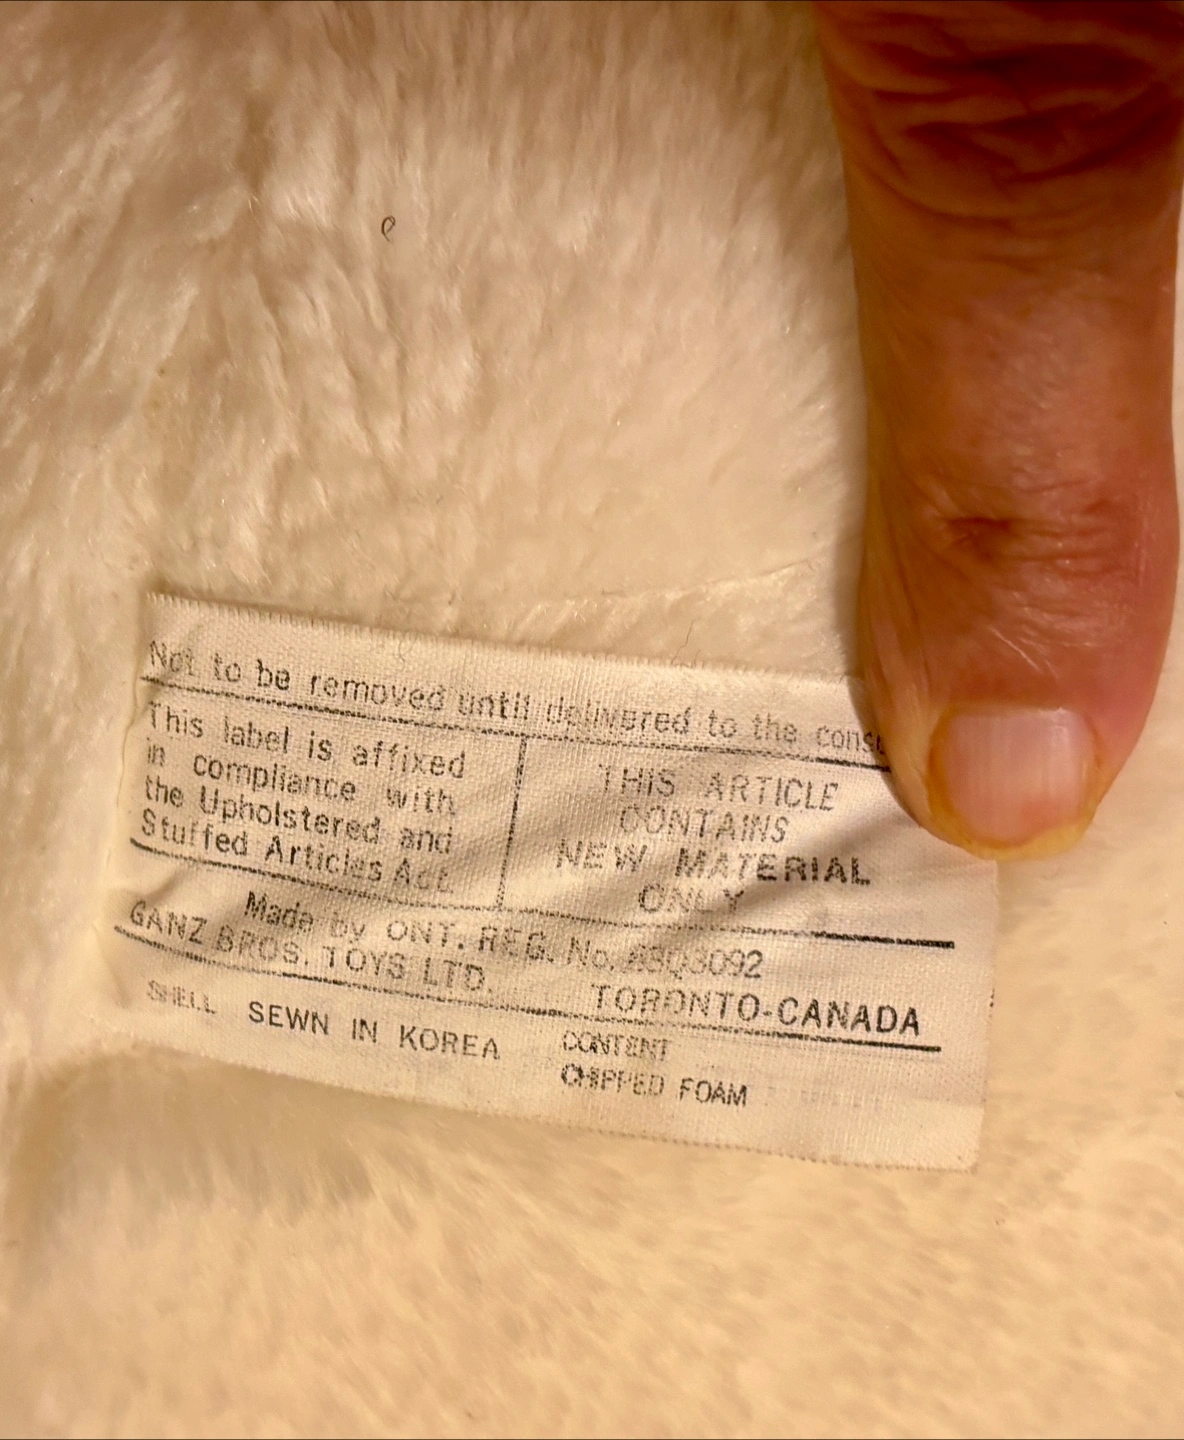 Not to be removed until delivered to the
This label is affixed
in compliance with
the Upholstered and
Stuffed Articles Act
THIS ARTICLE
CONTAINS
NEW MATERIAL
ONLY
Made by ONT. REG. No.
GANZ BROS. TOYS LTD.
TORONTO-CANADA
SHELL SEWN IN KOREA
CONTENT
CHIPPED FOAM